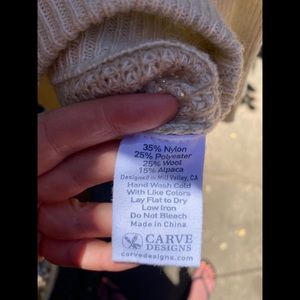 35% Nylon
25% Polyester
25% Wool
15% Alpaca
Designed in Mill Valley, CA
Hand Wash Cold
With Like Colors
Lay Flat to Dry
Low Iron
Do Not Bleach
Made in China
CARVE
DESIGNS
carvedesigns.com